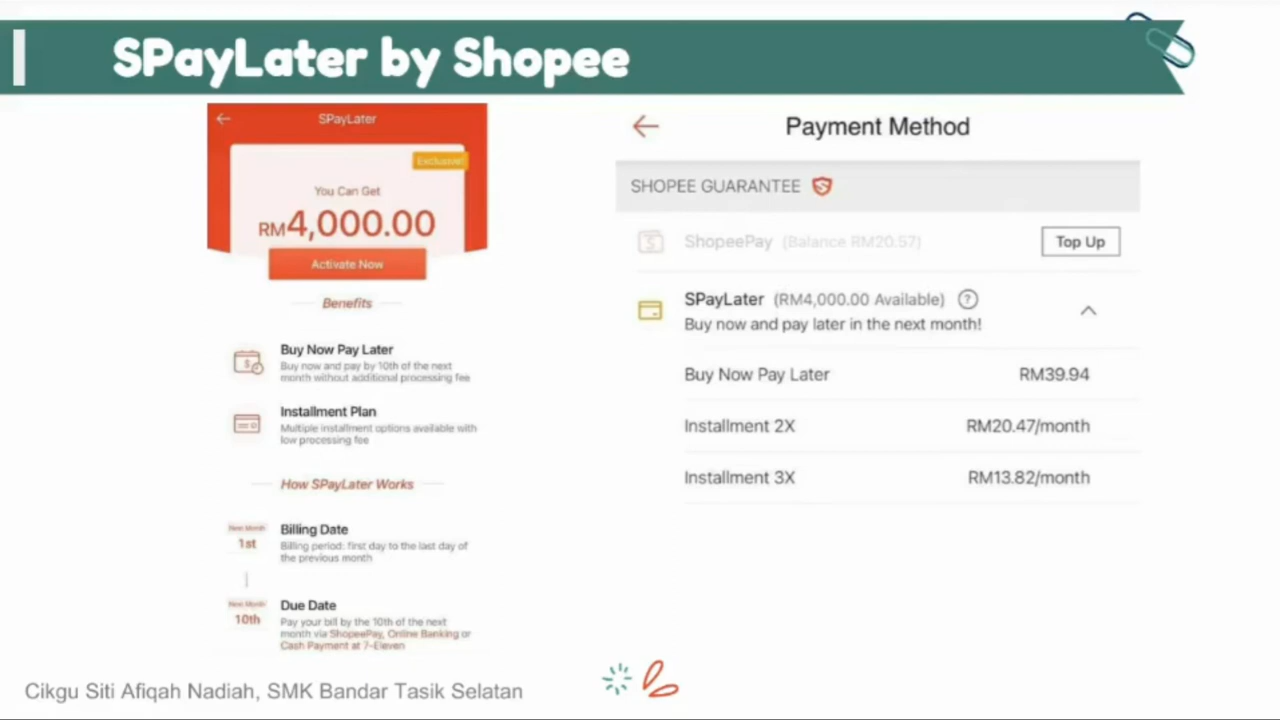 SPayLater by Shopee
SPayLater
Exclusive!
You Can Get
RM4,000.00
Activate Now
Benefits
Buy Now Pay Later
Buy now and pay by 10th of the next
month without additional processing fee
Installment Plan
Multiple installment options available with
low processing fee
How SPayLater Works
Next Month
1st
Billing Date
Billing period: first day to the last day of
the previous month
Next Month
10th
Due Date
Pay your bill by the 10th of the next
month via ShopeePay, Online Banking or
Cash Payment at 7-Eleven
Payment Method
SHOPEE GUARANTEE
ShopeePay (Balance RM20.57)
Top Up
SPayLater (RM4,000.00 Available) ?
Buy now and pay later in the next month!
Buy Now Pay Later RM39.94
Installment 2X RM20.47/month
Installment 3X RM13.82/month
Cikgu Siti Afiqah Nadiah, SMK Bandar Tasik Selatan